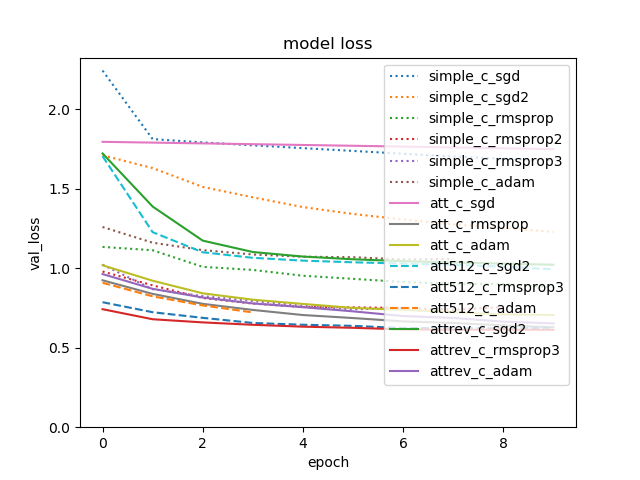 model loss
val_loss
2.0
1.5
1.0
0.5
0.0
simple_c_sgd
simple_c_sgd2
simple_c_rmsprop
simple_c_rmsprop2
simple_c_rmsprop3
simple_c_adam
att_c_sgd
att_c_rmsprop
att_c_adam
att512_c_sgd2
att512_c_rmsprop3
att512_c_adam
attrev_c_sgd2
attrev_c_rmsprop3
attrev_c_adam
0 2 4 6 8
epoch